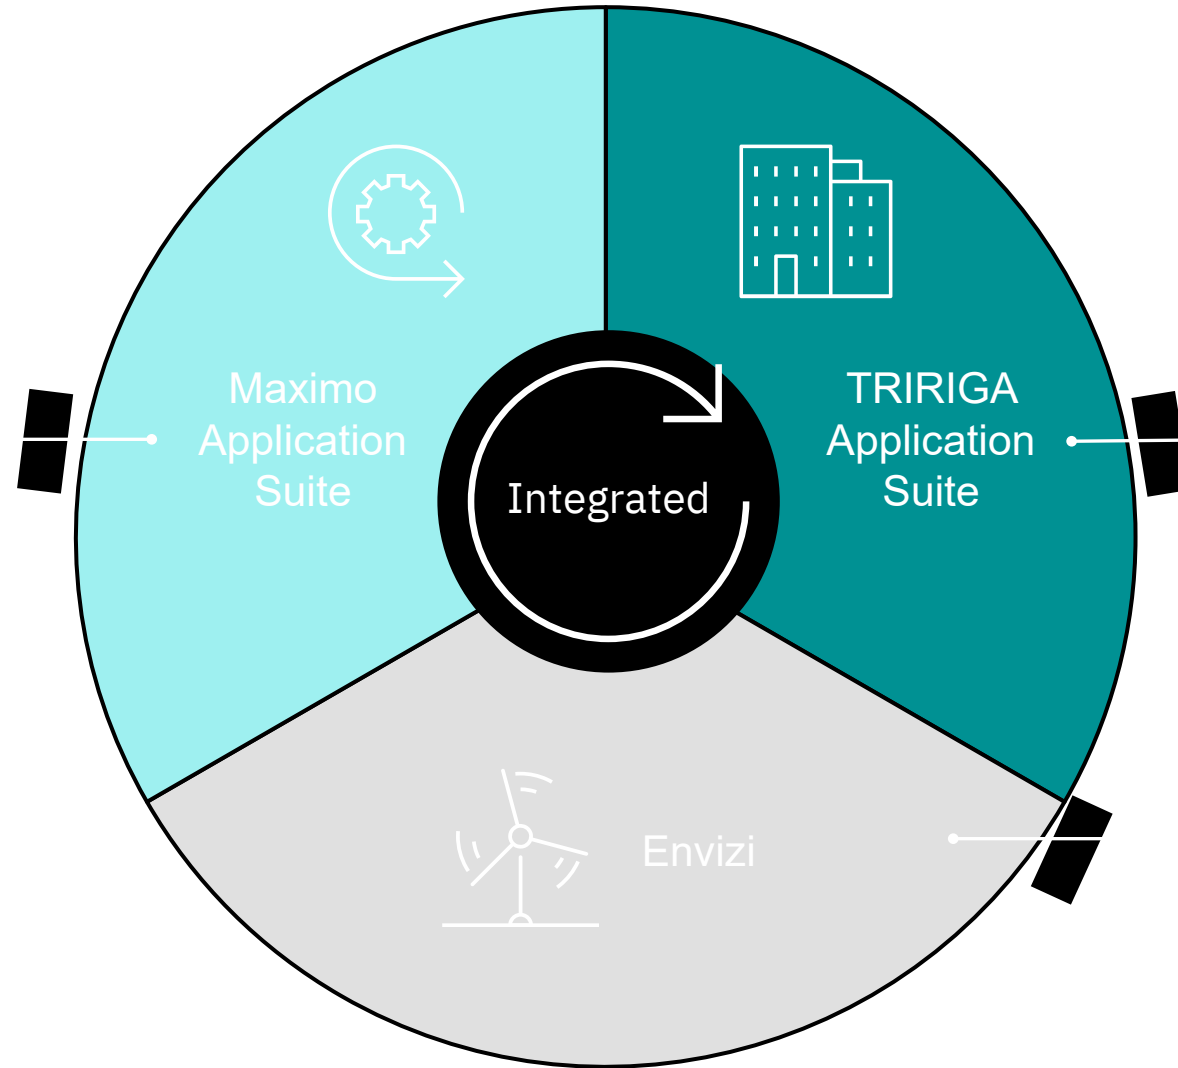 Maximo
Application
Suite
TRIRIGA
Application
Suite
Integrated
Envizi